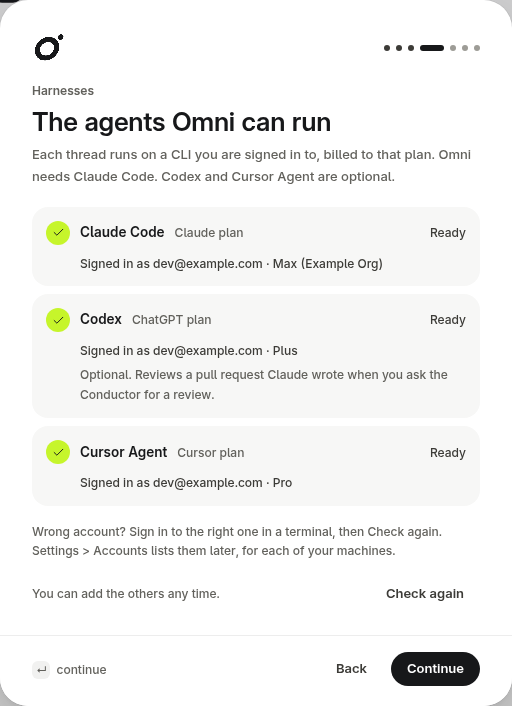 Harnesses
The agents Omni can run
Each thread runs on a CLI you are signed in to, billed to that plan. Omni
needs Claude Code. Codex and Cursor Agent are optional.
Claude Code Claude plan Ready
Signed in as dev@example.com · Max (Example Org)
Codex ChatGPT plan Ready
Signed in as dev@example.com · Plus
Optional. Reviews a pull request Claude wrote when you ask the
Conductor for a review.
Cursor Agent Cursor plan Ready
Signed in as dev@example.com · Pro
Wrong account? Sign in to the right one in a terminal, then Check again.
Settings > Accounts lists them later, for each of your machines.
You can add the others any time. Check again
↵ continue Back Continue